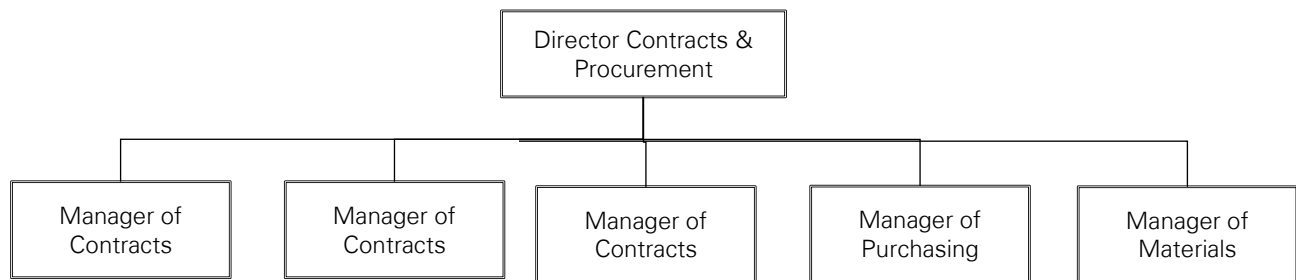 Director Contracts &
Procurement
Manager of
Contracts
Manager of
Contracts
Manager of
Contracts
Manager of
Purchasing
Manager of
Materials